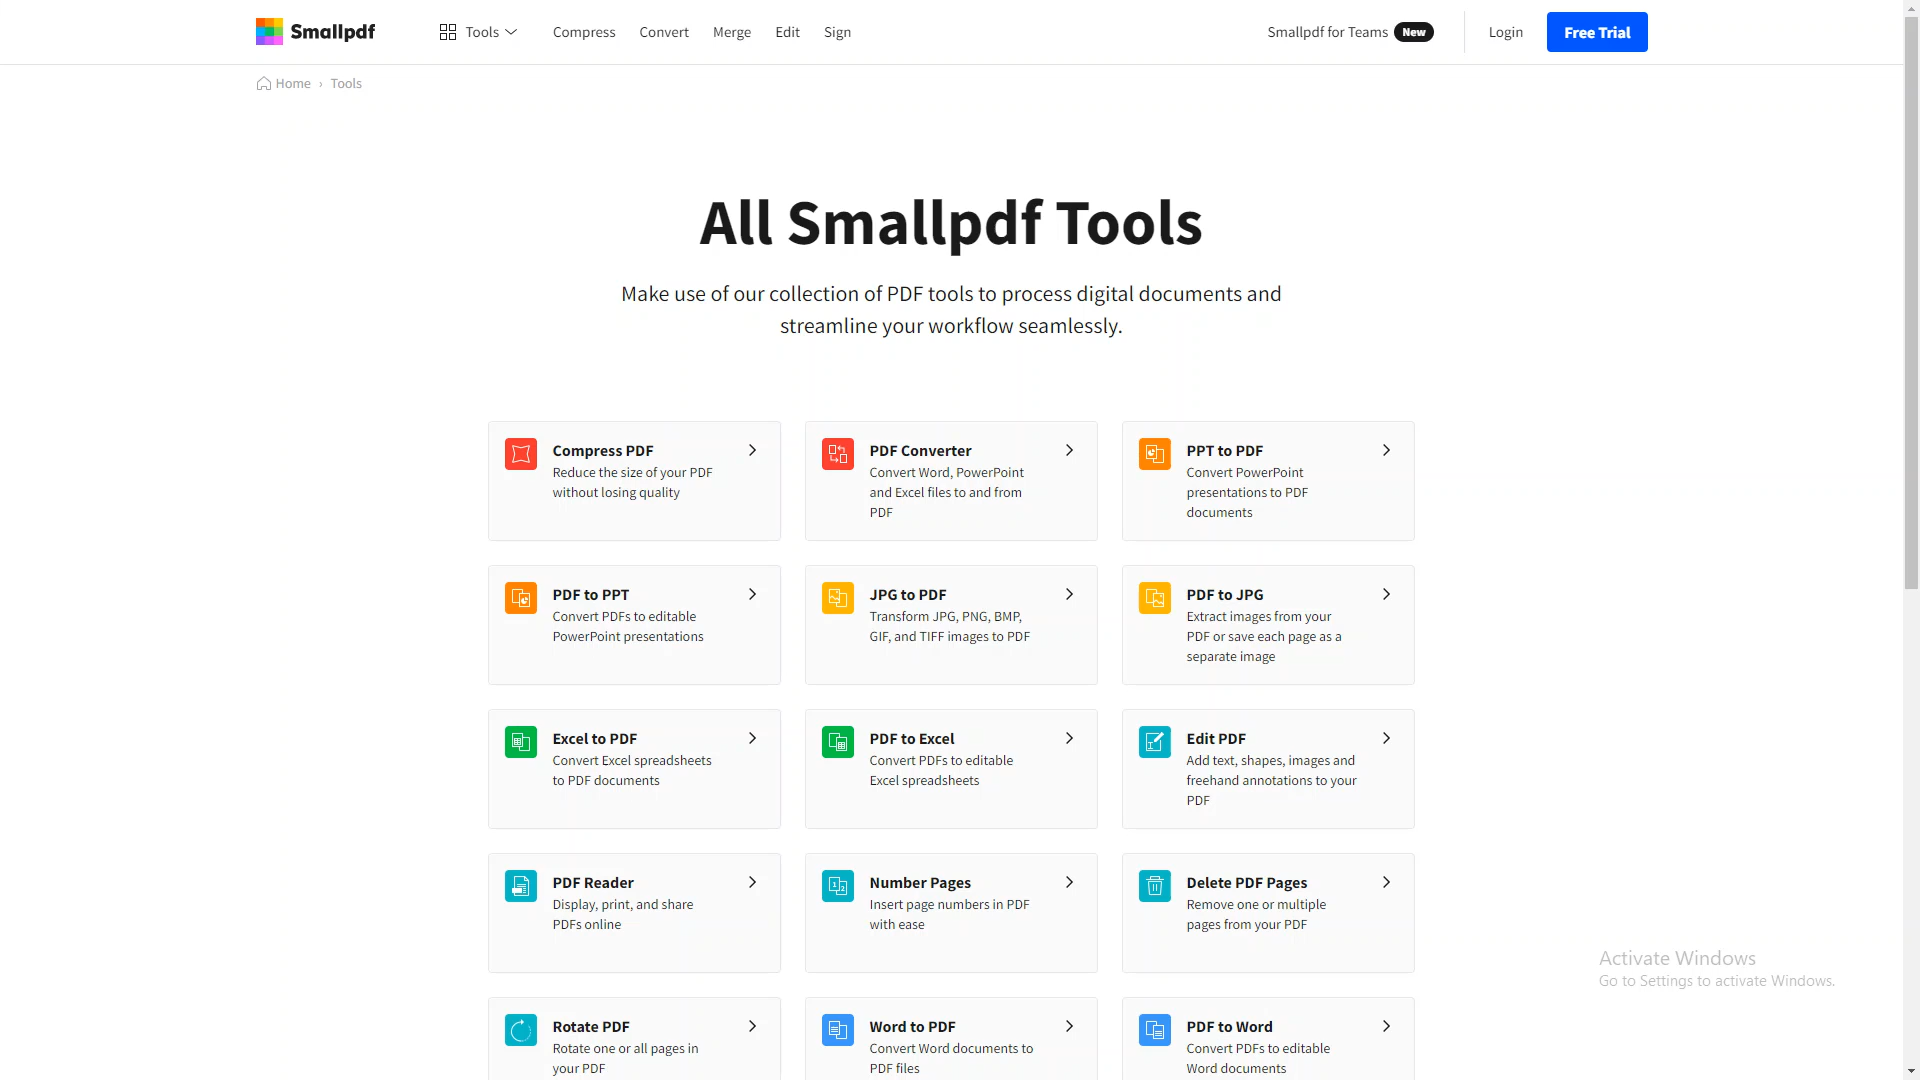 Smallpdf
Tools
Compress
Convert
Merge
Edit
Sign
Smallpdf for Teams New
Login
Free Trial
Home › Tools
All Smallpdf Tools
Make use of our collection of PDF tools to process digital documents and
streamline your workflow seamlessly.
Compress PDF
Reduce the size of your PDF
without losing quality
PDF Converter
Convert Word, PowerPoint
and Excel files to and from
PDF
PPT to PDF
Convert PowerPoint
presentations to PDF
documents
PDF to PPT
Convert PDFs to editable
PowerPoint presentations
JPG to PDF
Transform JPG, PNG, BMP,
GIF, and TIFF images to PDF
PDF to JPG
Extract images from your
PDF or save each page as a
separate image
Excel to PDF
Convert Excel spreadsheets
to PDF documents
PDF to Excel
Convert PDFs to editable
Excel spreadsheets
Edit PDF
Add text, shapes, images and
freehand annotations to your
PDF
PDF Reader
Display, print, and share
PDFs online
Number Pages
Insert page numbers in PDF
with ease
Delete PDF Pages
Remove one or multiple
pages from your PDF
Rotate PDF
Rotate one or all pages in
your PDF
Word to PDF
Convert Word documents to
PDF files
PDF to Word
Convert PDFs to editable
Word documents
Activate Windows
Go to Settings to activate Windows.